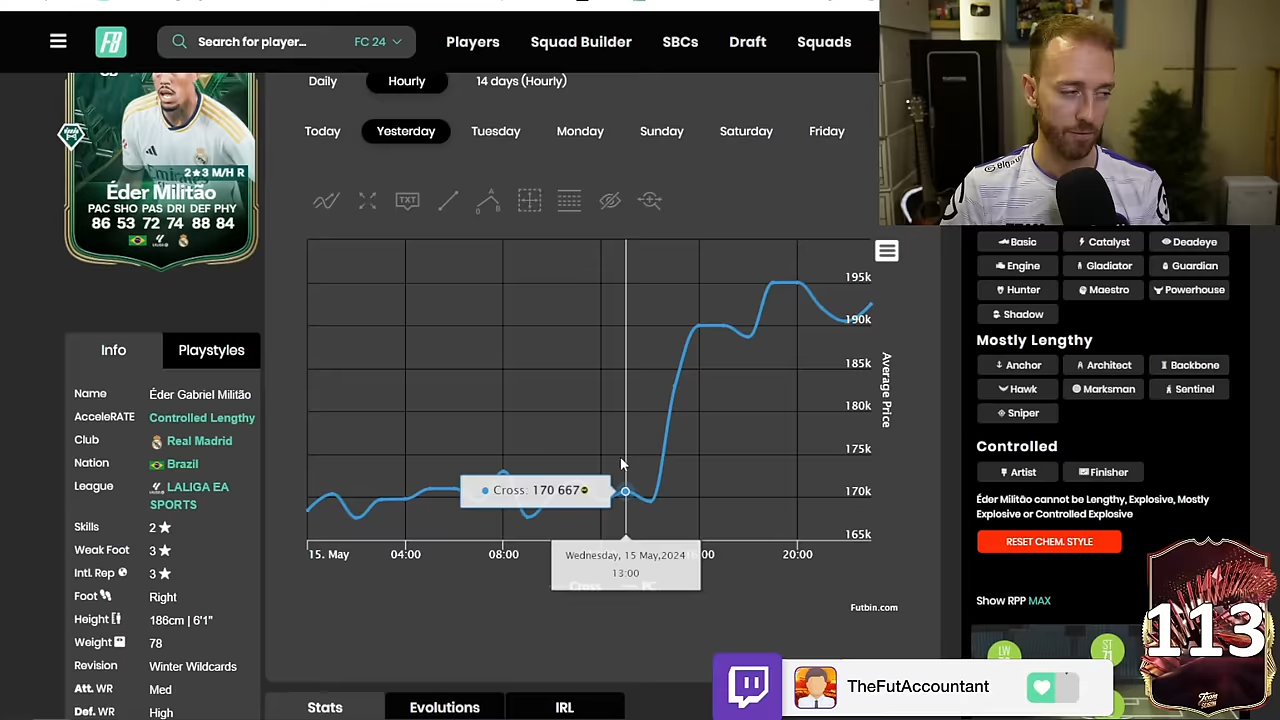 FB
Search for player...
FC 24
Players
Squad Builder
SBCs
Draft
Squads
Daily
Hourly
14 days (Hourly)
Today
Yesterday
Tuesday
Monday
Sunday
Saturday
Friday
2★3 M/H R
Éder Militão
PAC SHO PAS DRI DEF PHY
86 53 72 74 88 84
TXT
195k
190k
185k
180k
175k
170k
165k
Average Price
Cross: 170 667
15. May
04:00
08:00
20:00
Wednesday, 15 May,2024
13:00
Futbin.com
Info
Playstyles
Name Éder Gabriel Militão
AcceleRATE Controlled Lengthy
Club Real Madrid
Nation Brazil
League LALIGA EA
SPORTS
Skills 2★
Weak Foot 3★
Intl. Rep 3★
Foot Right
Height 186cm | 6'1"
Weight 78
Revision Winter Wildcards
Att. WR Med
Def. WR High
Stats
Evolutions
IRL
elgato
Basic
Catalyst
Deadeye
Engine
Gladiator
Guardian
Hunter
Maestro
Powerhouse
Shadow
Mostly Lengthy
Anchor
Architect
Backbone
Hawk
Marksman
Sentinel
Sniper
Controlled
Artist
Finisher
Éder Militão cannot be Lengthy, Explosive, Mostly
Explosive or Controlled Explosive
RESET CHEM. STYLE
Show RPP MAX
LW
ST
71
113
TheFutAccountant